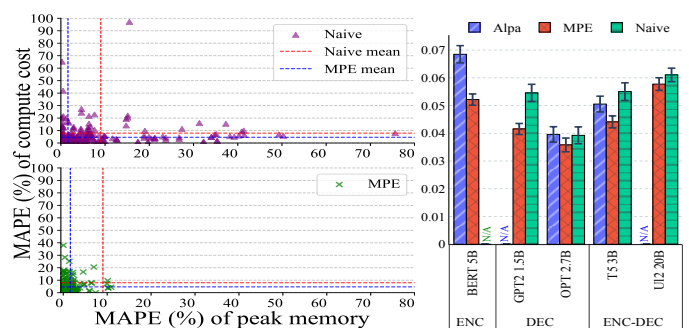 MAPE (%) of compute cost
100
90
80
70
60
50
40
30
20
10
0
0 10 20 30 40 50 60 70 80
Naive
Naive mean
MPE mean
100
90
80
70
60
50
40
30
20
10
0
0 10 20 30 40 50 60 70 80
MPE
MAPE (%) of peak memory
Alpa MPE Naive
0.07
0.06
0.05
0.04
0.03
0.02
0.01
0
N/A N/A N/A
BERT 5B
GPT2 1.5B
OPT 2.7B
T5 3B
Ul2 20B
ENC DEC ENC-DEC